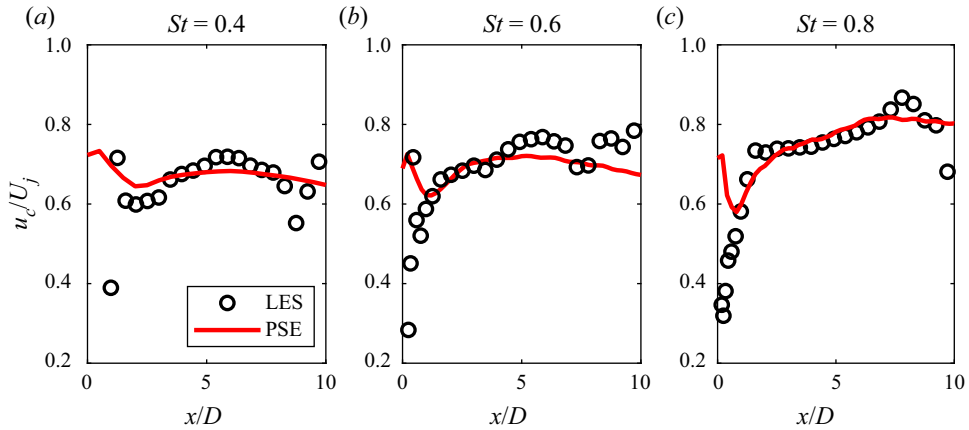 (a) St = 0.4 (b) St = 0.6 (c) St = 0.8
1.0 1.0 1.0
0.8 0.8 0.8
u_c/U_j 0.6 0.6 0.6
0.4 0.4 0.4
LES
PSE
0.2 0.2 0.2
0 5 10 0 5 10 0 5 10
x/D x/D x/D